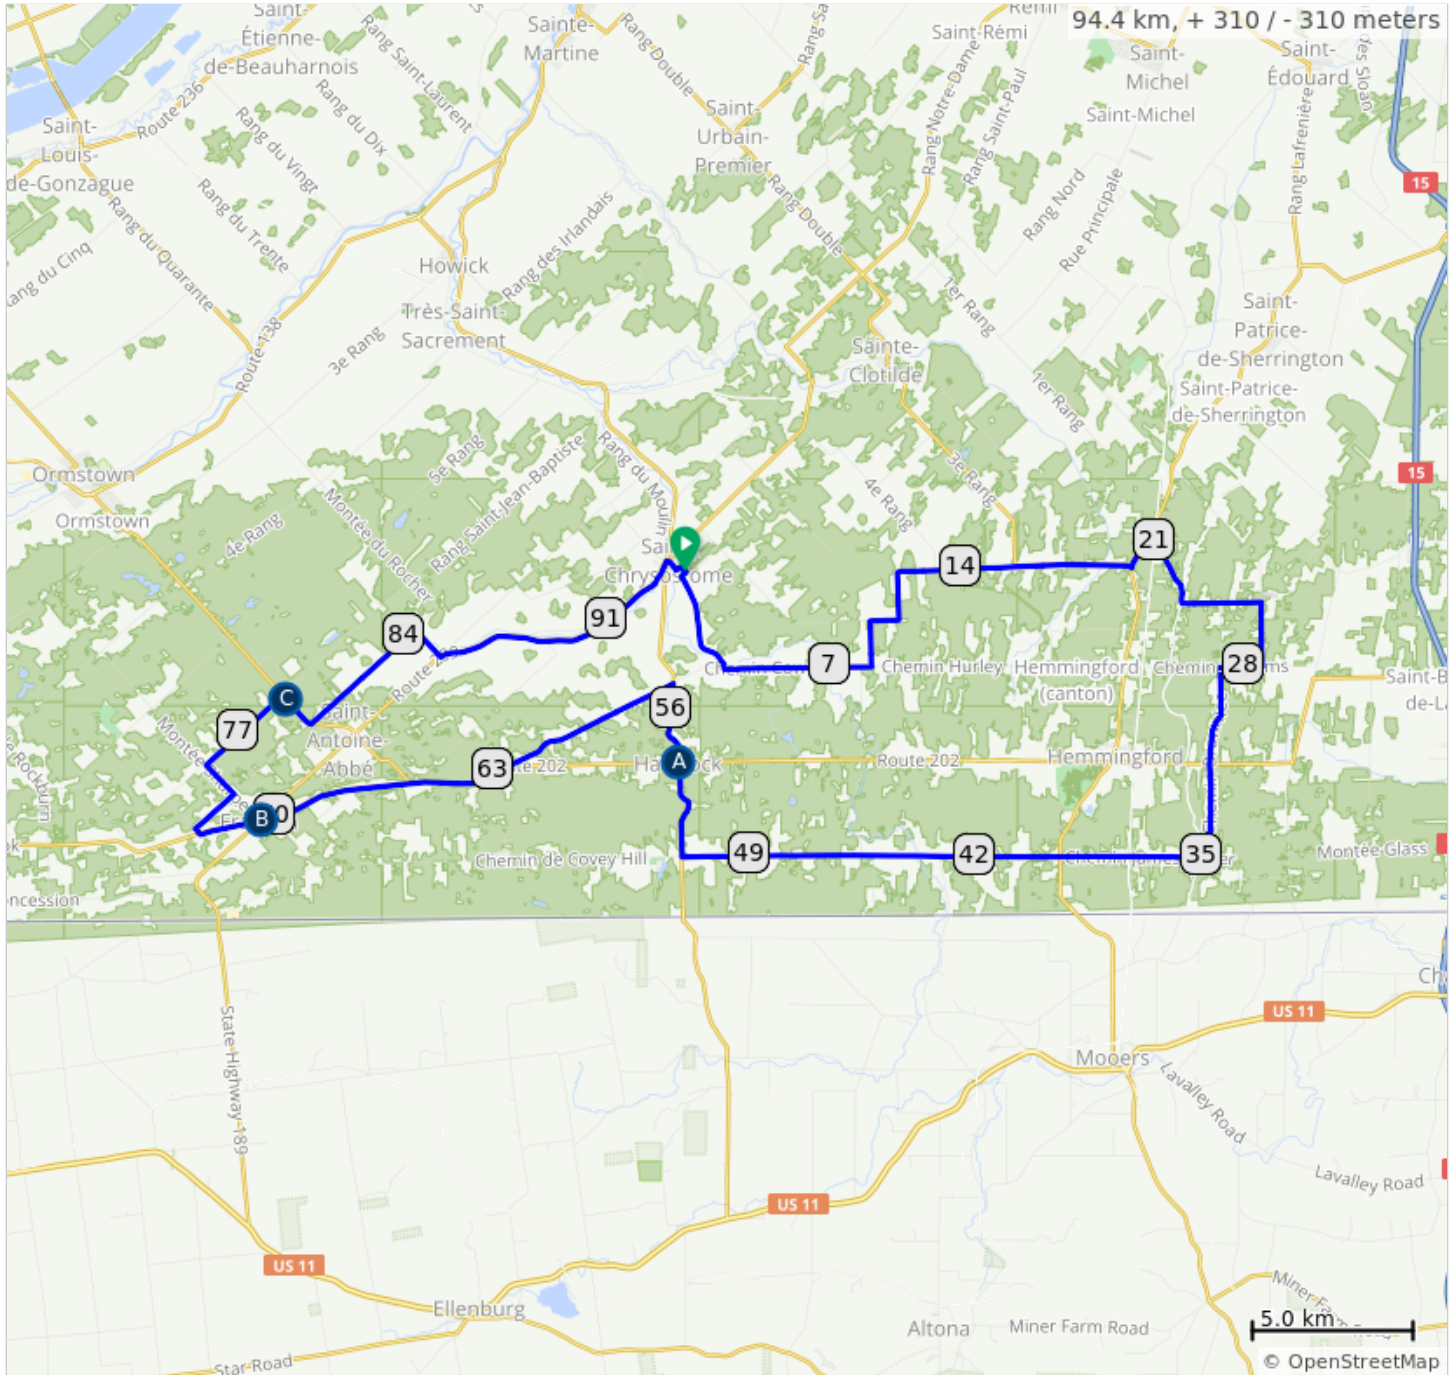 94.4 km, + 310 / - 310 meters
Saint-
Étienne-
de-Beauharnois
Rang Saint-Laurent
Sainte-
Martine
Rang Double
Saint-Rémi
Saint-
Michel
Saint-Michel
Saint-
Édouard
Route 236
Rang du Dix
Rang du Vingt
Saint-
Louis-
de-Gonzague
Saint-
Urbain-
Premier
Rang Notre-Dame
Rang Saint-Paul
Rang Lafrenière
15
Rang du Trente
Rang du Quarante
Rang des Irlandais
Rang Double
Rang Nord
Rue Principale
Howick
Très-Saint-
Sacrement
Route 138
3e Rang
1er Rang
Saint-
Patrice-
de-Sherrington
Sainte-
Clotilde
1er Rang
Saint-Patrice-
de-Sherrington
Ormstown
Ormstown
5e Rang
Rang Saint-Jean-Baptiste
Rang du Moulin
4e Rang
3e Rang
15
4e Rang
Montée du Rocher
Chrysostome
14
21
91
84
7
Chemin Hurley
Hemmingford
(canton)
28
C
77
Saint-
Antoine-
Abbé
56
A
63
202
Route 202
Hemmingford
B
49
42
35
Chemin de Covey Hill
Montée Glass
State Highway 189
US 11
Mooers
Lavalley Road
Lavalley Road
US 11
US 11
Ellenburg
Altona
Miner Farm Road
Star Road
5.0 km
© OpenStreetMap